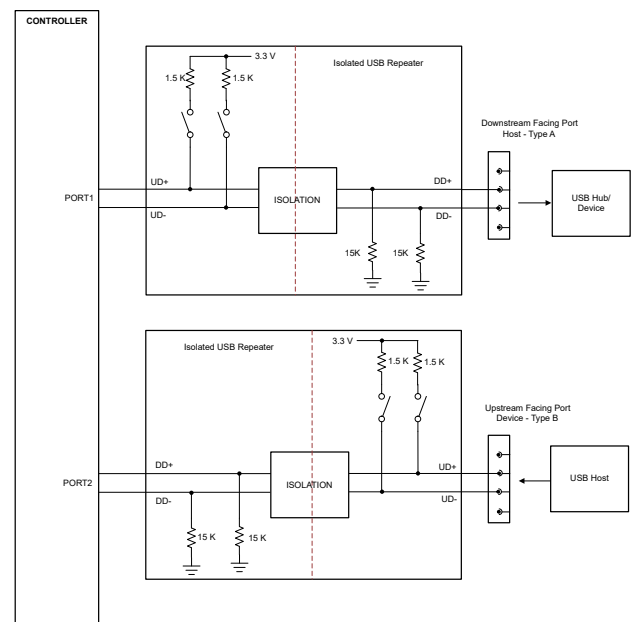 CONTROLLER
3.3 V
Isolated USB Repeater
1.5 K
1.5 K
Downstream Facing Port
Host - Type A
UD+
DD+
PORT1
ISOLATION
USB Hub/
Device
UD-
DD-
15K
15K
Isolated USB Repeater
3.3 V
1.5 K
1.5 K
Upstream Facing Port
Device - Type B
DD+
UD+
PORT2
ISOLATION
USB Host
DD-
UD-
15 K
15 K